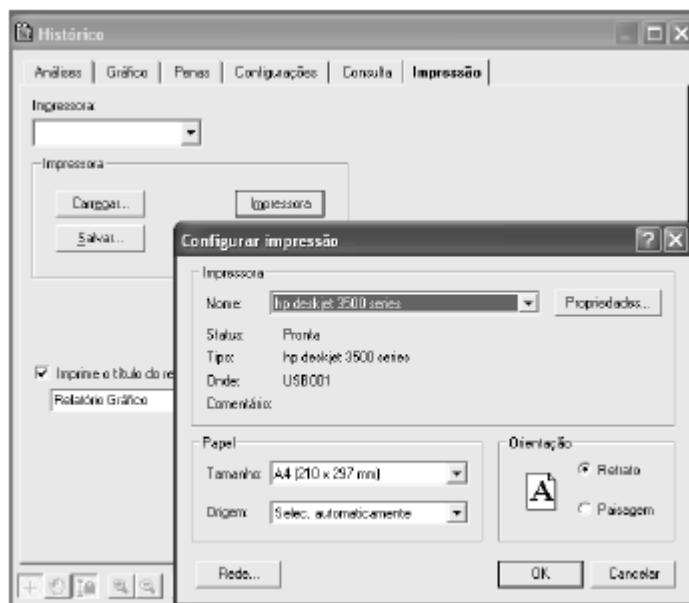 Histórico
Análises Gráfico Penas Configurações Consulta Impressão
Impressora:
Impressora
Carregar... Impressora
Salvar...
Configurar impressão
Impressora
Nome: hp deskjet 3500 series Propriedades...
Status: Pronta
Tipo: hp deskjet 3500 series
Onde: USB001
Comentário:
Imprime o título do re
Relatório Gráfico
Papel
Orientação
Tamanho: A4 (210 x 297 mm)
Retrato
A
Origem: Selec. automaticamente
Paisagem
Rede... OK Cancelar